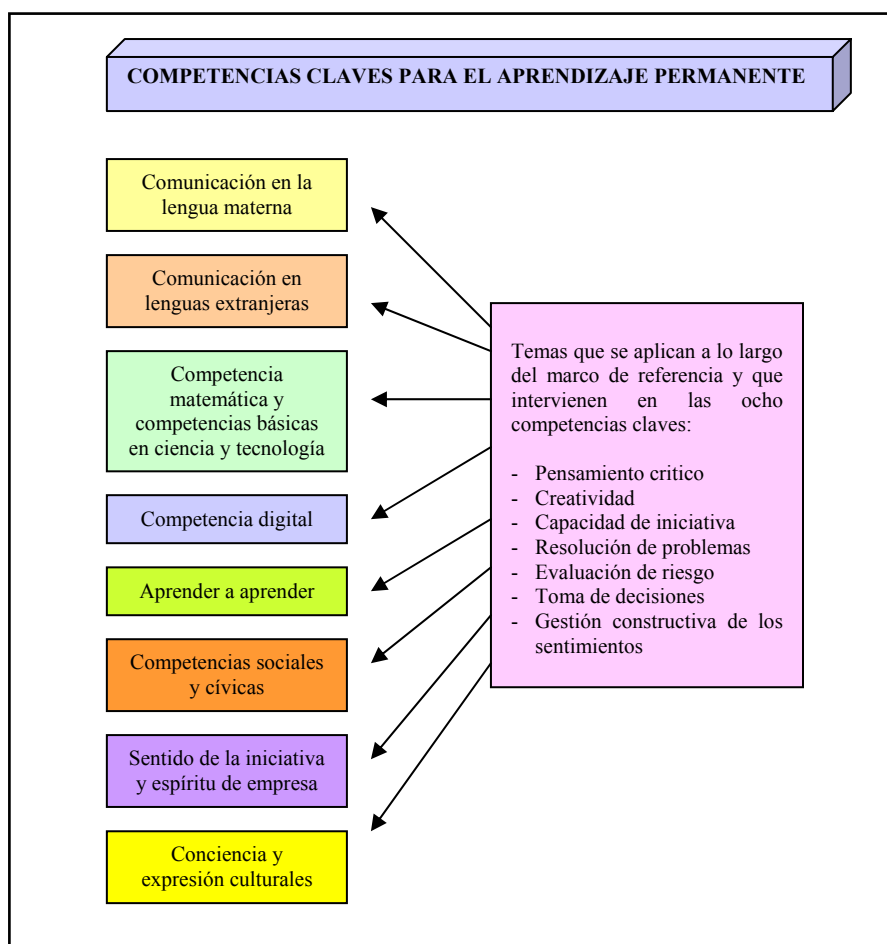 COMPETENCIAS CLAVES PARA EL APRENDIZAJE PERMANENTE
Comunicación en la
lengua materna
Comunicación en
lenguas extranjeras
Competencia
matemática y
competencias básicas
en ciencia y tecnología
Competencia digital
Aprender a aprender
Competencias sociales
y cívicas
Sentido de la iniciativa
y espíritu de empresa
Conciencia y
expresión culturales
Temas que se aplican a lo largo
del marco de referencia y que
intervienen en las ocho
competencias claves:
- Pensamiento critico
- Creatividad
- Capacidad de iniciativa
- Resolución de problemas
- Evaluación de riesgo
- Toma de decisiones
- Gestión constructiva de los
sentimientos